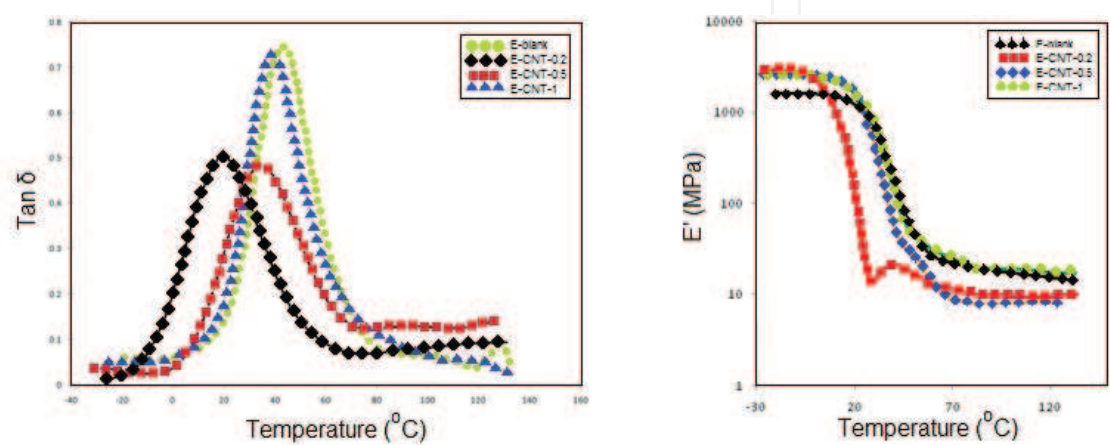 0.8
0.7
0.6
0.5
0.4
0.3
0.2
0.1
0
-40 -20 0 20 40 60 80 100 120 140 160
Tan δ
Temperature (°C)
E-blank
E-CNT-0.2
E-CNT-0.5
E-CNT-1
10000
1000
100
10
1
-30 20 70 120
E' (MPa)
Temperature (°C)
E-blank
E-CNT-0.2
E-CNT-0.5
E-CNT-1